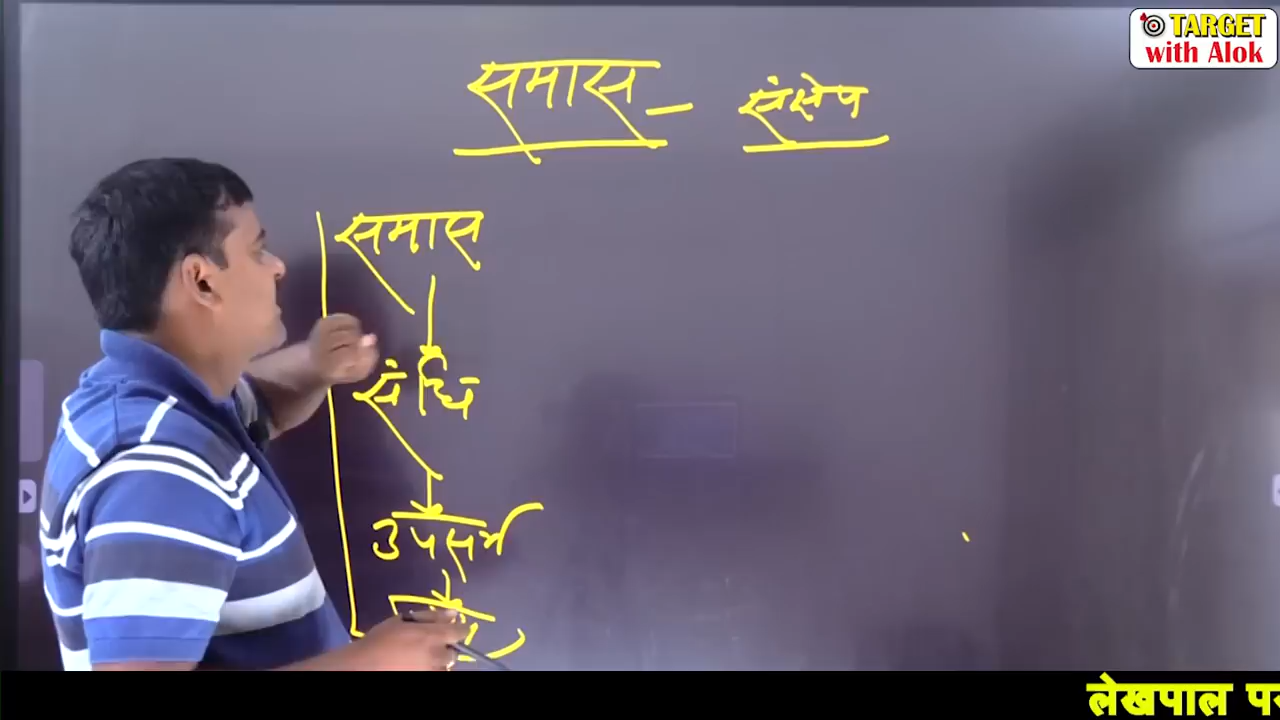 TARGET
with Alok
समास - संक्षेप
समास
संधि
उपसर्ग
लेखपाल